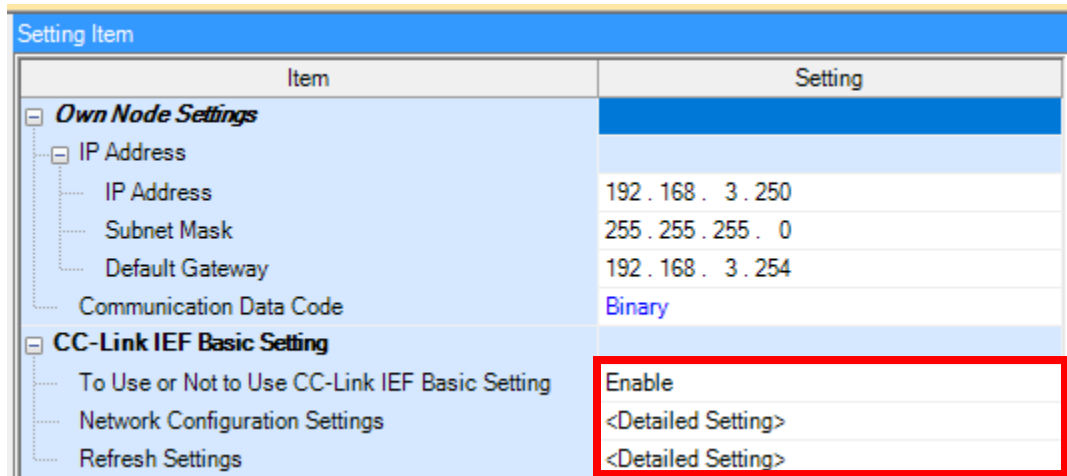 Setting Item
Item Setting
Own Node Settings
IP Address
IP Address 192 . 168 . 3 . 250
Subnet Mask 255 . 255 . 255 . 0
Default Gateway 192 . 168 . 3 . 254
Communication Data Code Binary
CC-Link IEF Basic Setting
To Use or Not to Use CC-Link IEF Basic Setting Enable
Network Configuration Settings <Detailed Setting>
Refresh Settings <Detailed Setting>